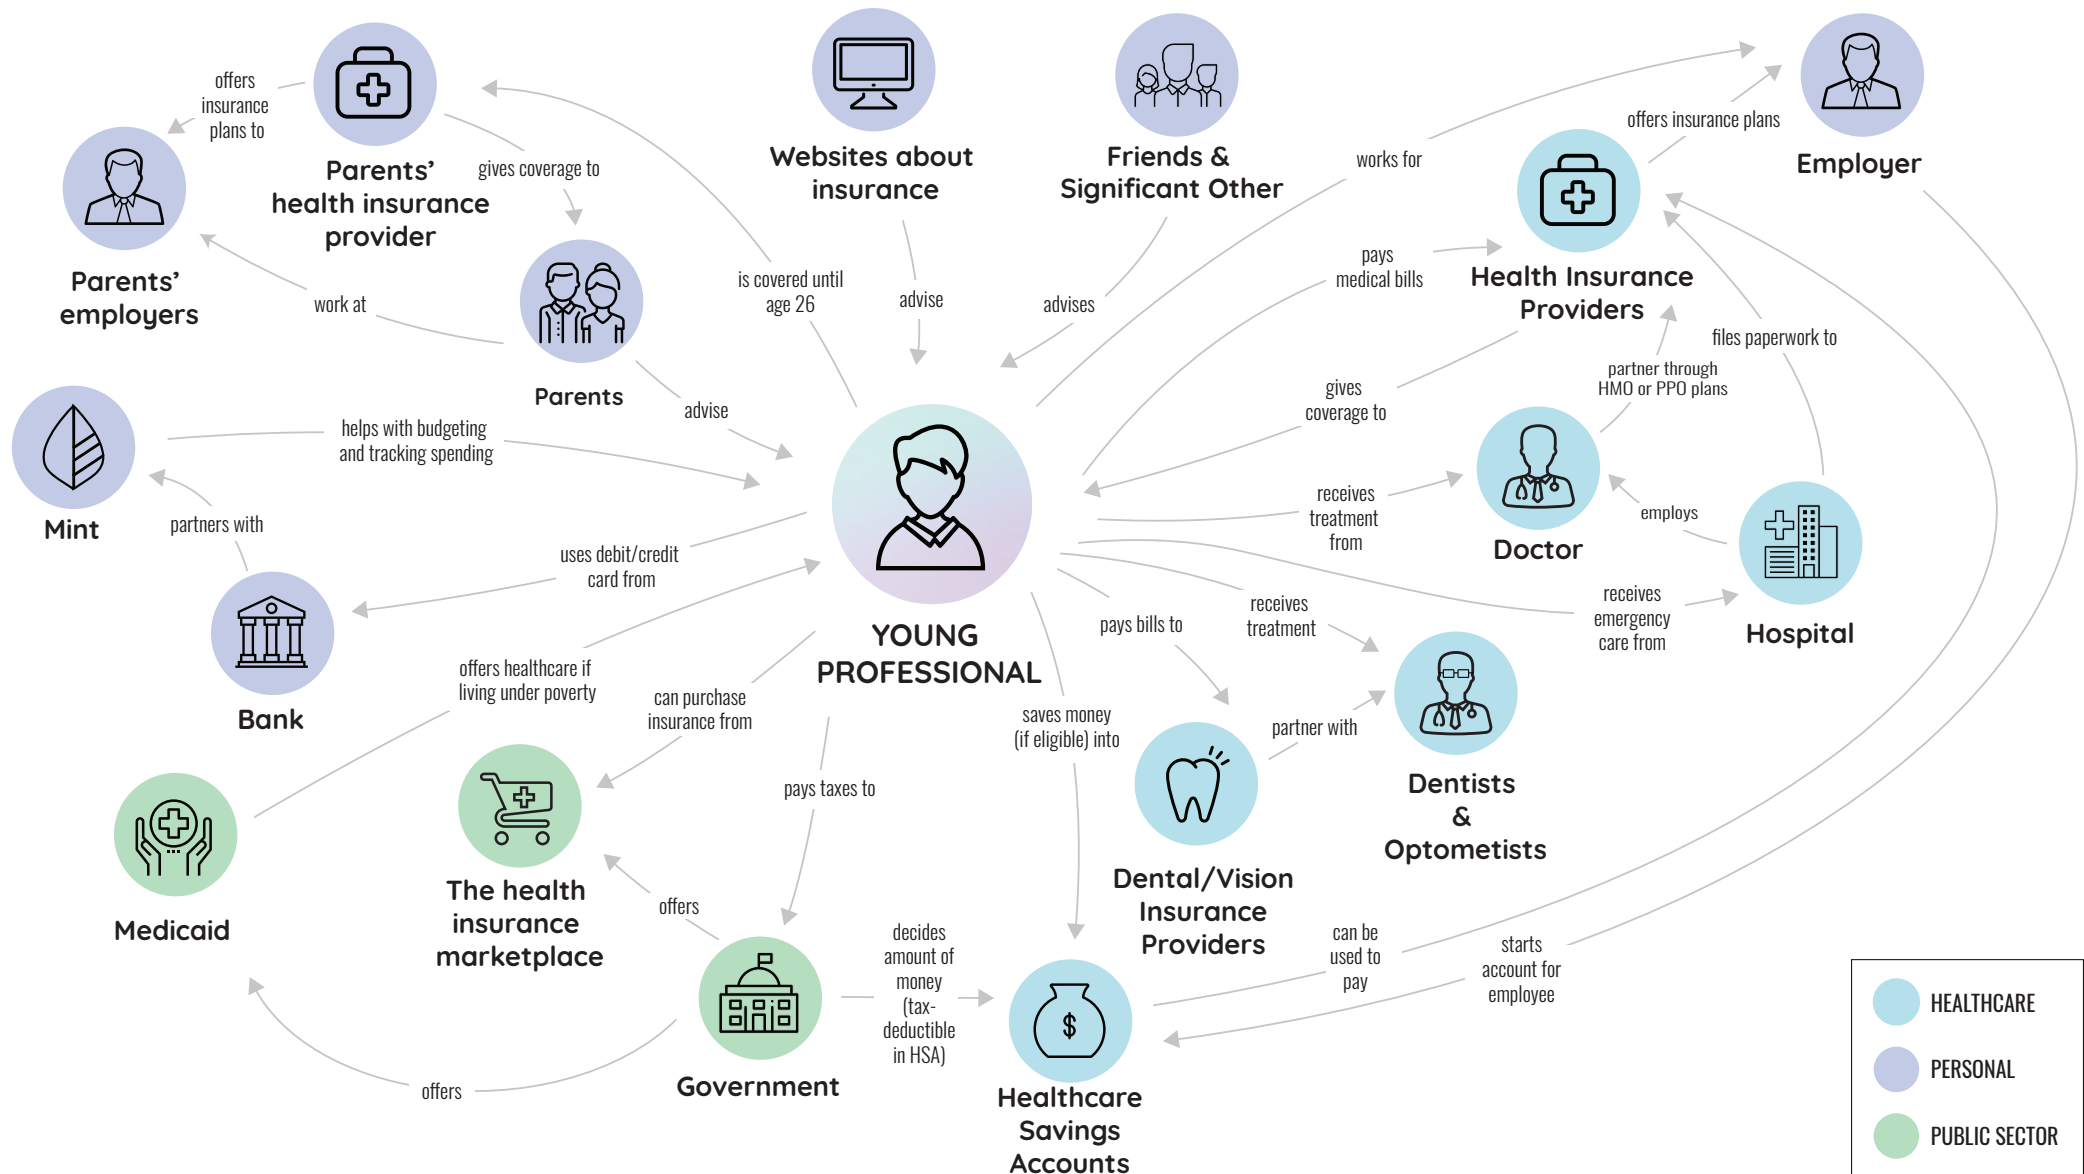 offers
insurance
plans to
Parents’
health insurance
provider
gives coverage to
Parents’
employers
work at
Parents
advise
is covered until
age 26
Websites about
insurance
advise
Friends &
Significant Other
advises
works for
offers insurance plans
Employer
pays
medical bills
Health Insurance
Providers
files paperwork to
partner through
HMO or PPO plans
gives
coverage to
Mint
helps with budgeting
and tracking spending
partners with
Bank
uses debit/credit
card from
YOUNG
PROFESSIONAL
receives
treatment
from
Doctor
employs
Hospital
receives
emergency
care from
receives
treatment
pays bills to
partner with
Dentists
&
Optometists
Dental/Vision
Insurance
Providers
saves money
(if eligible) into
offers healthcare if
living under poverty
can purchase
insurance from
pays taxes to
Medicaid
The health
insurance
marketplace
offers
offers
Government
decides
amount of
money
(tax-
deductible
in HSA)
$
Healthcare
Savings
Accounts
can be
used to
pay
starts
account for
employee
HEALTHCARE
PERSONAL
PUBLIC SECTOR